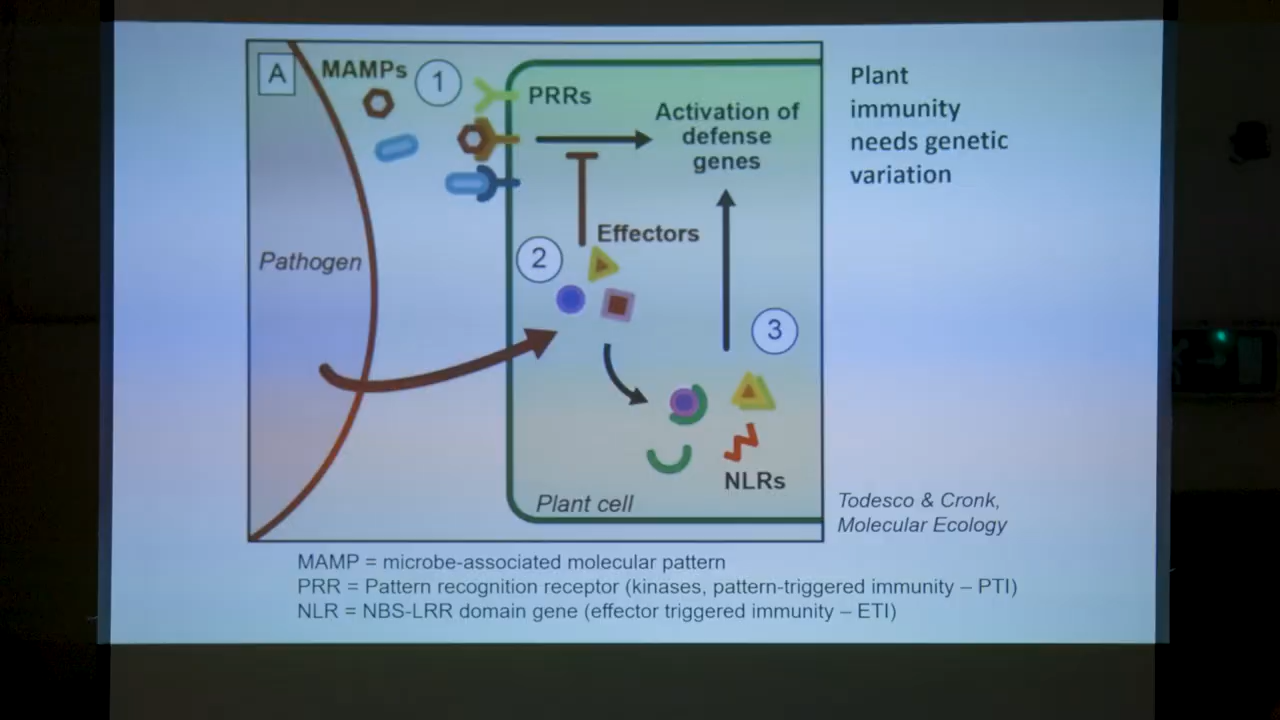 A
MAMPs
1
PRRs
Activation of
defense
genes
Plant
immunity
needs genetic
variation
Pathogen
2
Effectors
3
NLRs
Plant cell
Todesco & Cronk,
Molecular Ecology
MAMP = microbe-associated molecular pattern
PRR = Pattern recognition receptor (kinases, pattern-triggered immunity – PTI)
NLR = NBS-LRR domain gene (effector triggered immunity – ETI)